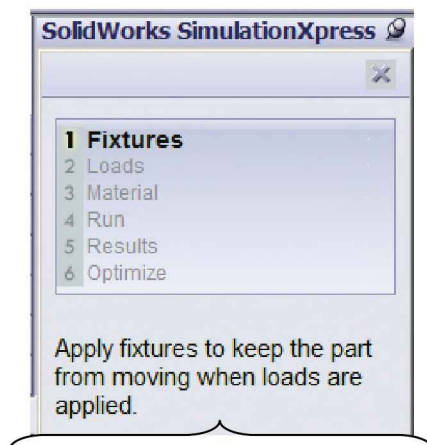 SolidWorks SimulationXpress
1 Fixtures
2 Loads
3 Material
4 Run
5 Results
6 Optimize
Apply fixtures to keep the part
from moving when loads are
applied.